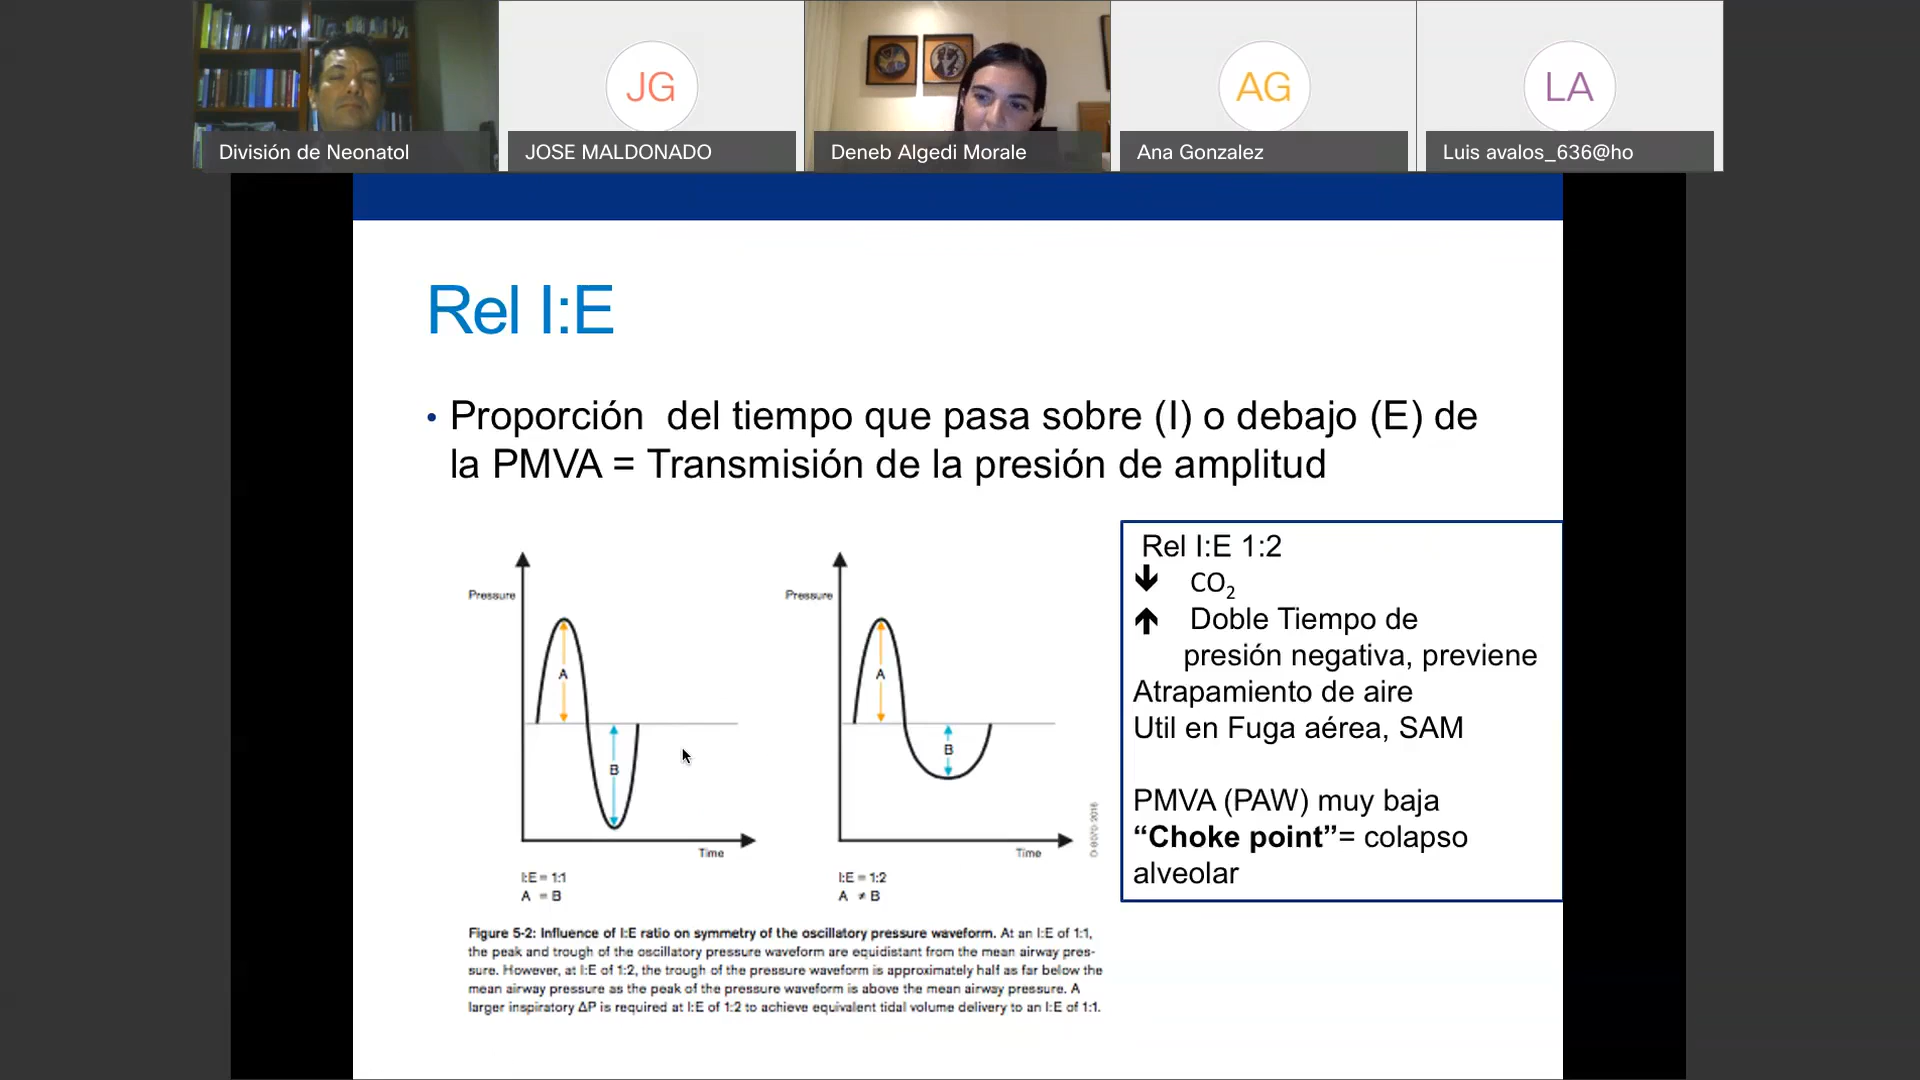 JG
AG
LA
División de Neonatol
JOSE MALDONADO
Deneb Algedi Morale
Ana Gonzalez
Luis avalos_636@ho
Rel I:E
• Proporción del tiempo que pasa sobre (I) o debajo (E) de
la PMVA = Transmisión de la presión de amplitud
Pressure
A
B
Time
I:E = 1:1
A = B
Pressure
A
B
Time
I:E = 1:2
A ≠ B
Figure 5-2: Influence of I:E ratio on symmetry of the oscillatory pressure waveform. At an I:E of 1:1,
the peak and trough of the oscillatory pressure waveform are equidistant from the mean airway pres-
sure. However, at I:E of 1:2, the trough of the pressure waveform is approximately half as far below the
mean airway pressure as the peak of the pressure waveform is above the mean airway pressure. A
larger inspiratory ΔP is required at I:E of 1:2 to achieve equivalent tidal volume delivery to an I:E of 1:1.
Rel I:E 1:2
↓ CO₂
↑ Doble Tiempo de
presión negativa, previene
Atrapamiento de aire
Util en Fuga aérea, SAM
PMVA (PAW) muy baja
“Choke point”= colapso
alveolar